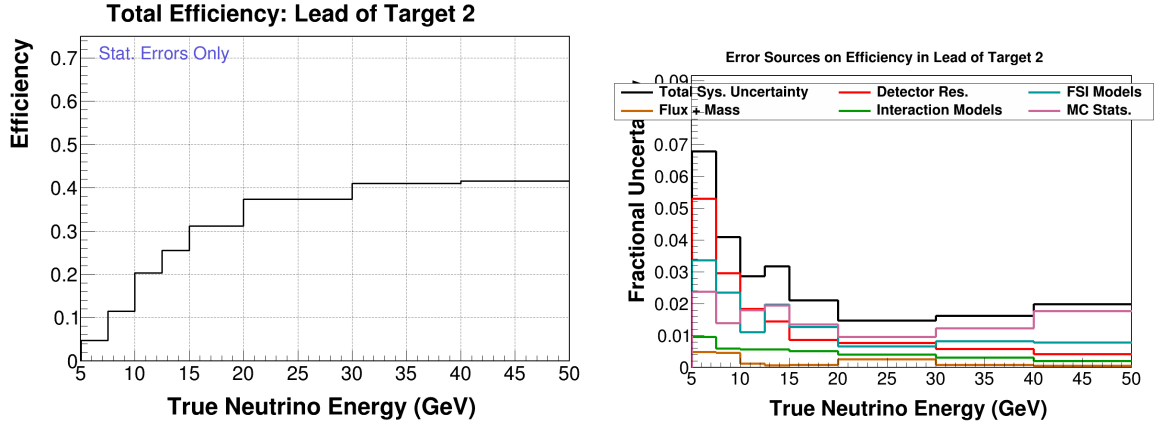 Total Efficiency: Lead of Target 2
Stat. Errors Only
Efficiency
0.7
0.6
0.5
0.4
0.3
0.2
0.1
0
5 10 15 20 25 30 35 40 45 50
True Neutrino Energy (GeV)
Error Sources on Efficiency in Lead of Target 2
Total Sys. Uncertainty Detector Res. FSI Models
Flux + Mass Interaction Models MC Stats.
Fractional
0.09
0.07
0.06
0.05
0.04
0.03
0.02
0.01
0
5 10 15 20 25 30 35 40 45 50
True Neutrino Energy (GeV)